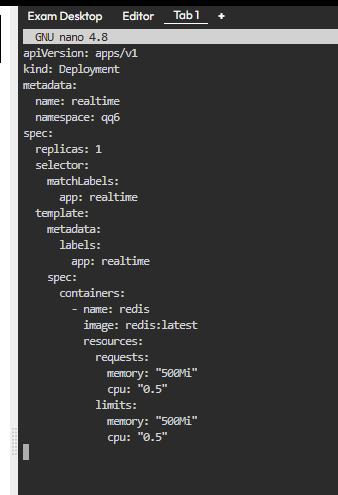 Exam Desktop Editor Tab 1 +
GNU nano 4.8
apiVersion: apps/v1
kind: Deployment
metadata:
  name: realtime
  namespace: qq6
spec:
  replicas: 1
  selector:
    matchLabels:
      app: realtime
  template:
    metadata:
      labels:
        app: realtime
    spec:
      containers:
        - name: redis
          image: redis:latest
          resources:
            requests:
              memory: "500Mi"
              cpu: "0.5"
            limits:
              memory: "500Mi"
              cpu: "0.5"